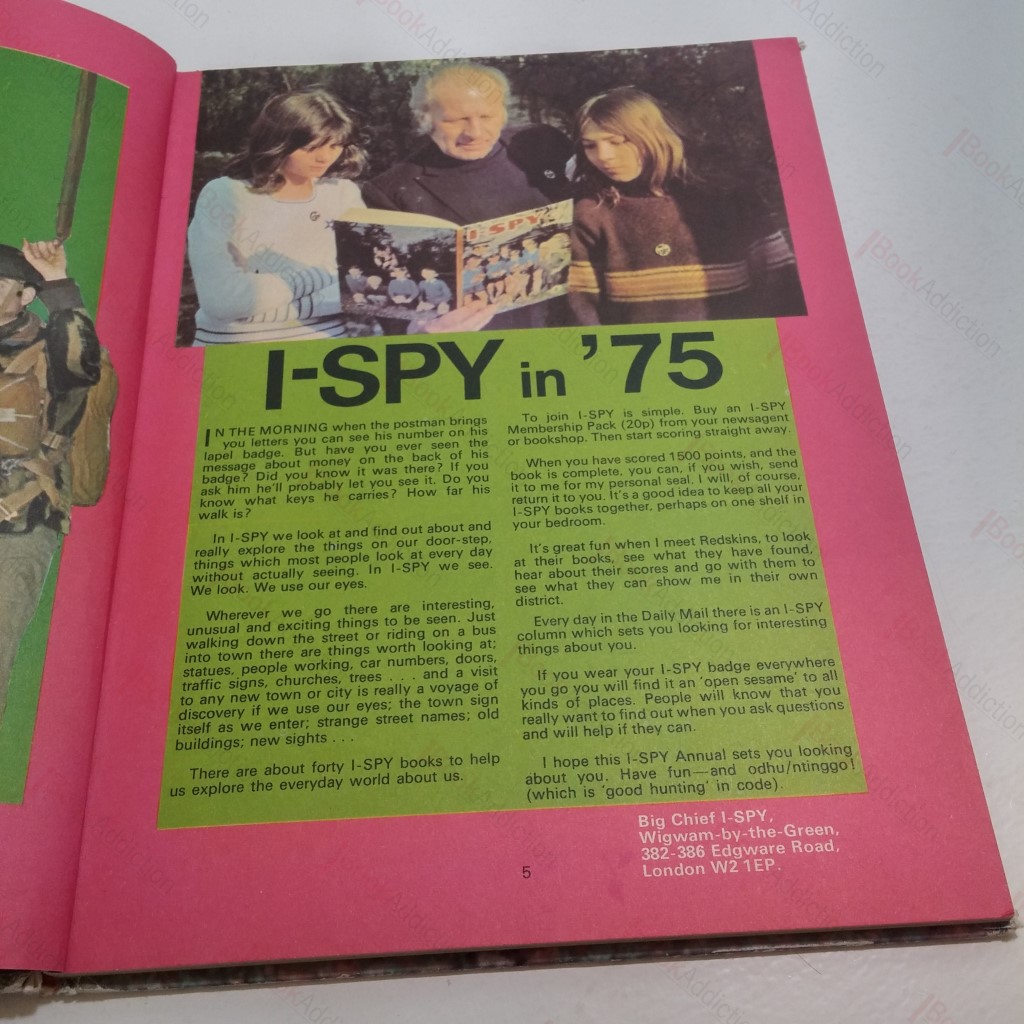 I-SPY
I-SPY in '75
IN THE MORNING when the postman brings
you letters you can see his number on his
lapel badge. But have you ever seen the
message about money on the back of his
badge? Did you know it was there? If you
ask him he'll probably let you see it. Do you
know what keys he carries? How far his
walk is?
In I-SPY we look at and find out about and
really explore the things on our door-step,
things which most people look at every day
without actually seeing. In I-SPY we see.
We look. We use our eyes.
Wherever we go there are interesting,
unusual and exciting things to be seen. Just
walking down the street or riding on a bus
into town there are things worth looking at;
statues, people working, car numbers, doors,
traffic signs, churches, trees . . . and a visit
to any new town or city is really a voyage of
discovery if we use our eyes; the town sign
itself as we enter; strange street names; old
buildings; new sights . . .
There are about forty I-SPY books to help
us explore the everyday world about us.
To join I-SPY is simple. Buy an I-SPY
Membership Pack (20p) from your newsagent
or bookshop. Then start scoring straight away.
When you have scored 1500 points, and the
book is complete, you can, if you wish, send
it to me for my personal seal. I will, of course,
return it to you. It's a good idea to keep all your
I-SPY books together, perhaps on one shelf in
your bedroom.
It's great fun when I meet Redskins, to look
at their books, see what they have found,
hear about their scores and go with them to
see what they can show me in their own
district.
Every day in the Daily Mail there is an I-SPY
column which sets you looking for interesting
things about you.
If you wear your I-SPY badge everywhere
you go you will find it an 'open sesame' to all
kinds of places. People will know that you
really want to find out when you ask questions
and will help if they can.
I hope this I-SPY Annual sets you looking
about you. Have fun—and odhu/ntinggo!
(which is 'good hunting' in code).
Big Chief I-SPY,
Wigwam-by-the-Green,
382-386 Edgware Road,
London W2 1EP.
5
BookAddiction